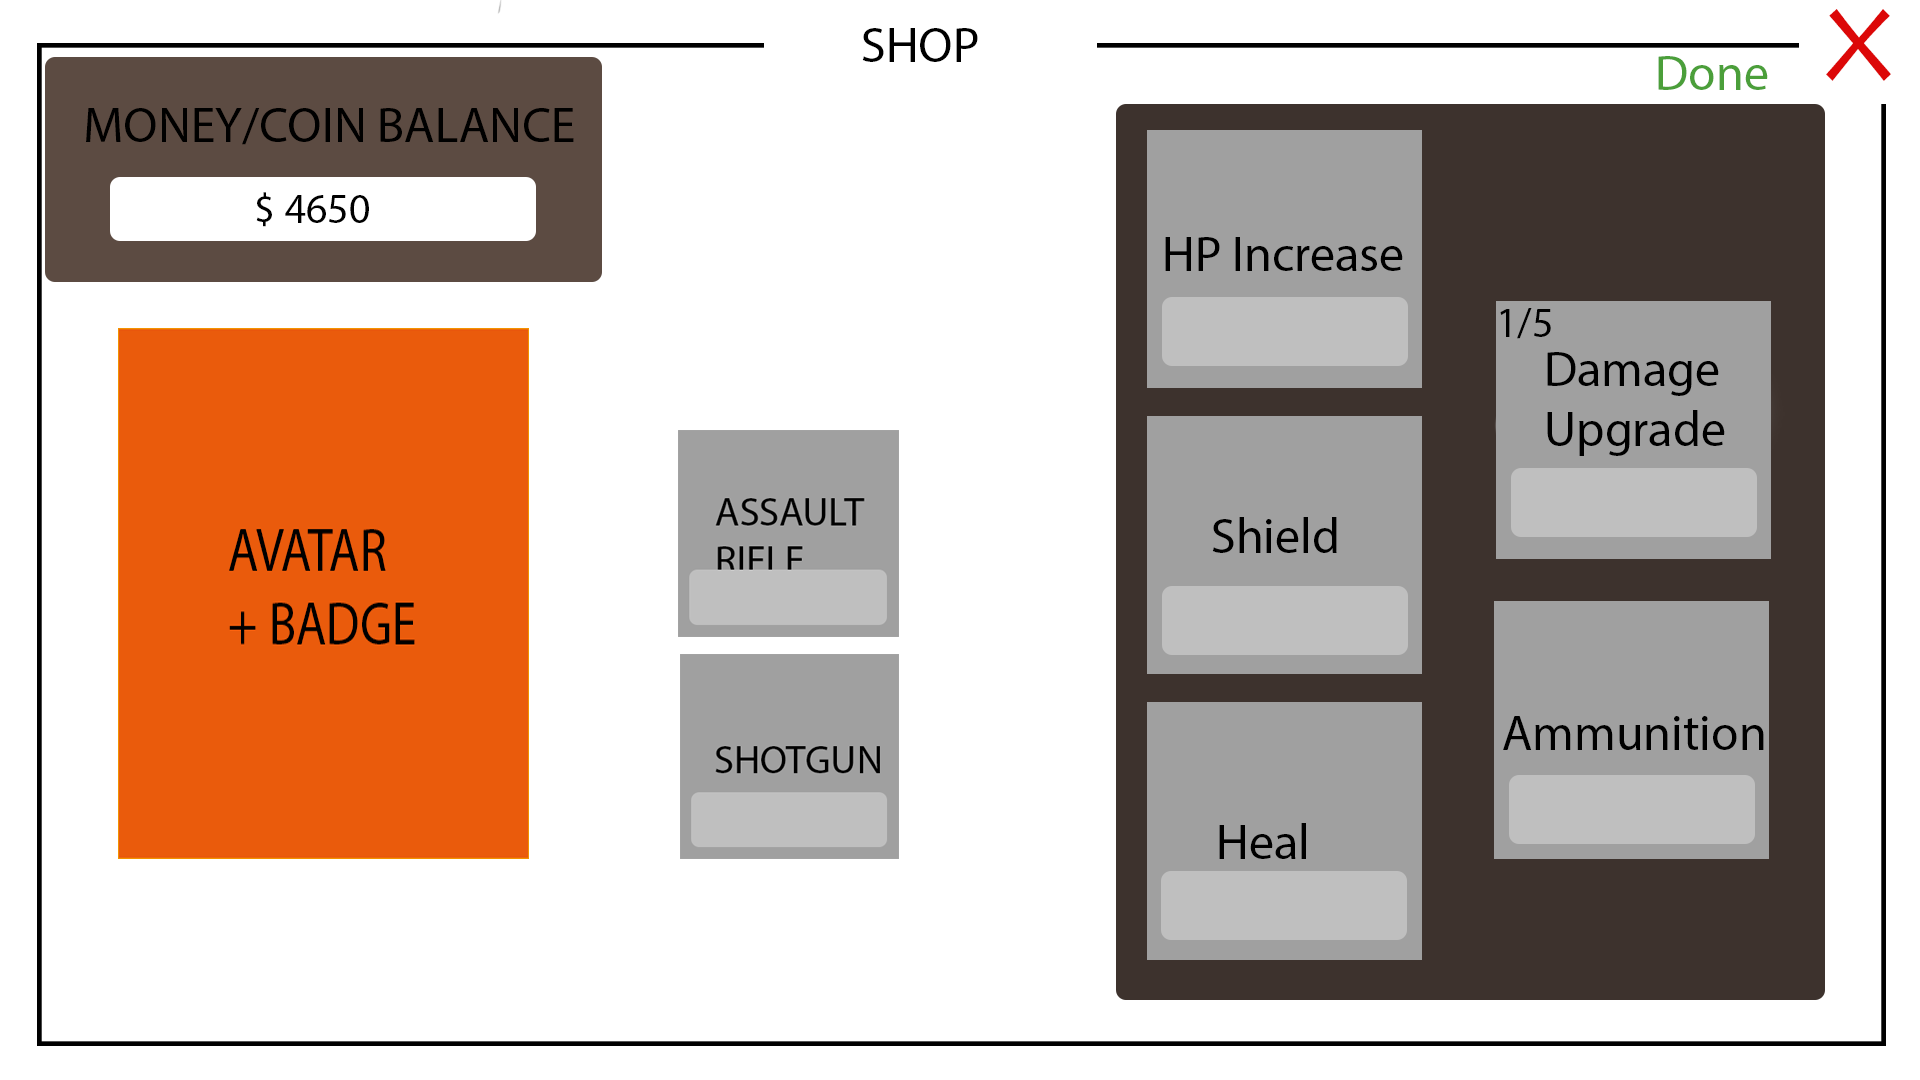 SHOP
Done
MONEY/COIN BALANCE
$ 4650
AVATAR
+ BADGE
ASSAULT
RIFLE
SHOTGUN
HP Increase
Shield
Heal
1/5
Damage
Upgrade
Ammunition